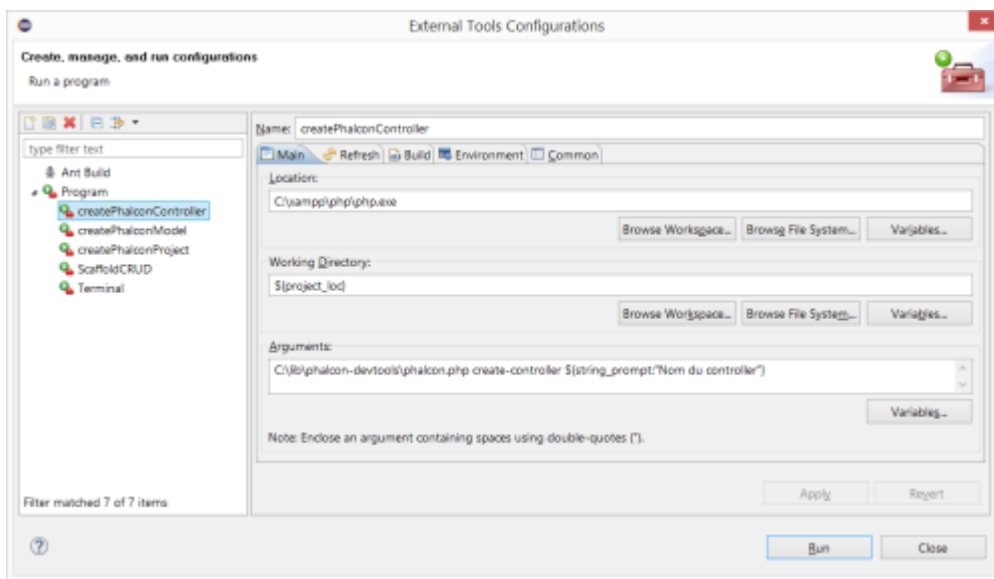 External Tools Configurations
Create, manage, and run configurations
Run a program
type filter text
Ant Build
Program
createPhalconController
createPhalconModel
createPhalconProject
ScaffoldCRUD
Terminal
Filter matched 7 of 7 items
Name: createPhalconController
Main Refresh Build Environment Common
Location:
C:\xampp\php\php.exe
Browse Workspace... Browse File System... Variables...
Working Directory:
${project_loc}
Browse Workspace... Browse File System... Variables...
Arguments:
C:\lib\phalcon-devtools\phalcon.php create-controller ${string_prompt:"Nom du controller"}
Variables...
Note: Enclose an argument containing spaces using double-quotes (").
Apply Revert
Run Close